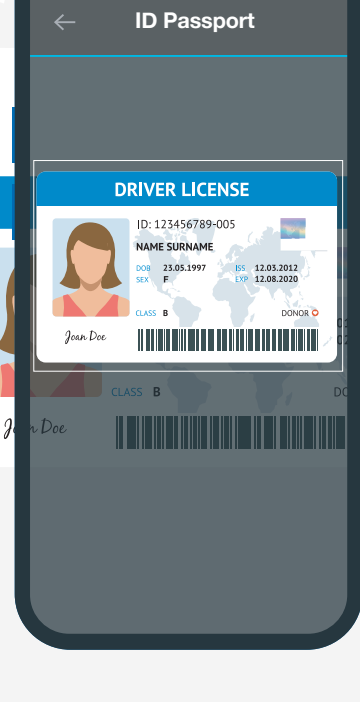 ID Passport
DRIVER LICENSE
ID: 123456789-005
NAME SURNAME
DOB 23.05.1997 ISS 12.03.2012
SEX F EXP 12.08.2020
CLASS B DONOR
Joan Doe
CLASS B DO
Joan Doe